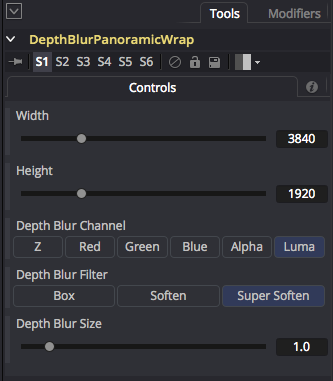 Tools Modifiers
DepthBlurPanoramicWrap
S1 S2 S3 S4 S5 S6
Controls
Width
3840
Height
1920
Depth Blur Channel
Z Red Green Blue Alpha Luma
Depth Blur Filter
Box Soften Super Soften
Depth Blur Size
1.0